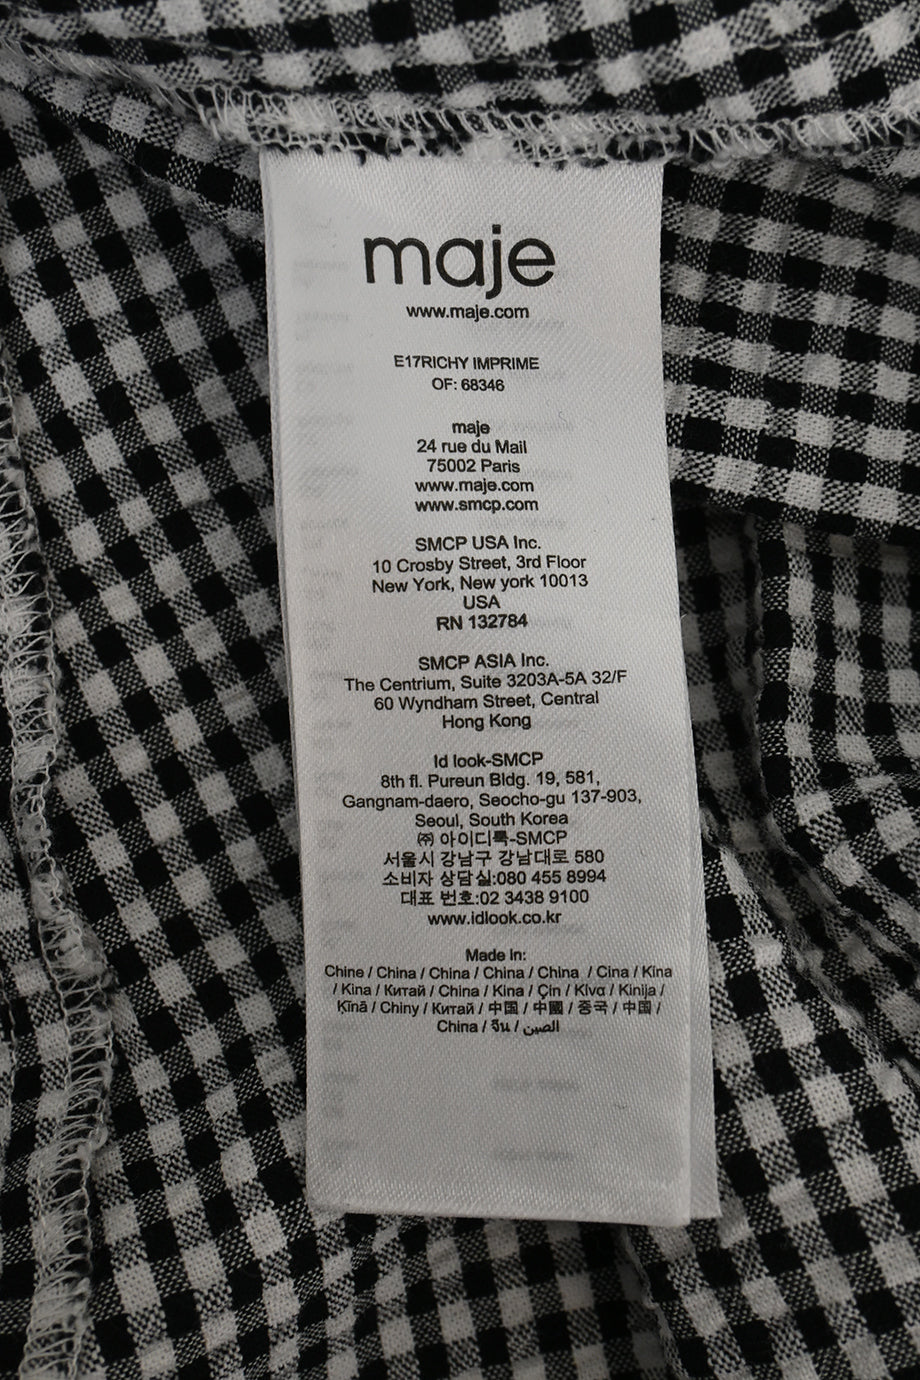 maje
www.maje.com
E17RICHY IMPRIME
OF: 68346
maje
24 rue du Mail
75002 Paris
www.maje.com
www.smcp.com
SMCP USA Inc.
10 Crosby Street, 3rd Floor
New York, New york 10013
USA
RN 132784
SMCP ASIA Inc.
The Centrium, Suite 3203A-5A 32/F
60 Wyndham Street, Central
Hong Kong
Id look-SMCP
8th fl. Pureun Bldg. 19, 581,
Gangnam-daero, Seocho-gu 137-903,
Seoul, South Korea
㈜ 아이디룩-SMCP
서울시 강남구 강남대로 580
소비자 상담실:080 455 8994
대표 번호:02 3438 9100
www.idlook.co.kr
Made In:
Chine / China / China / China / China / Cina / Kina
/ Kina / Китай / China / Kina / Çin / Κίνα / Kinija /
Ķīnā / Chiny / Китай / 中国 / 中國 / 중국 / 中国 /
China / จีน / الصين